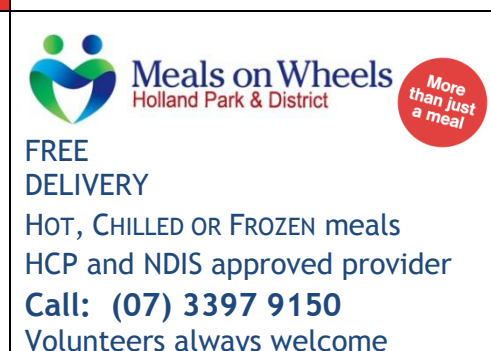 Meals on Wheels
Holland Park & District
More
than just
a meal
FREE
DELIVERY
HOT, CHILLED OR FROZEN meals
HCP and NDIS approved provider
Call: (07) 3397 9150
Volunteers always welcome